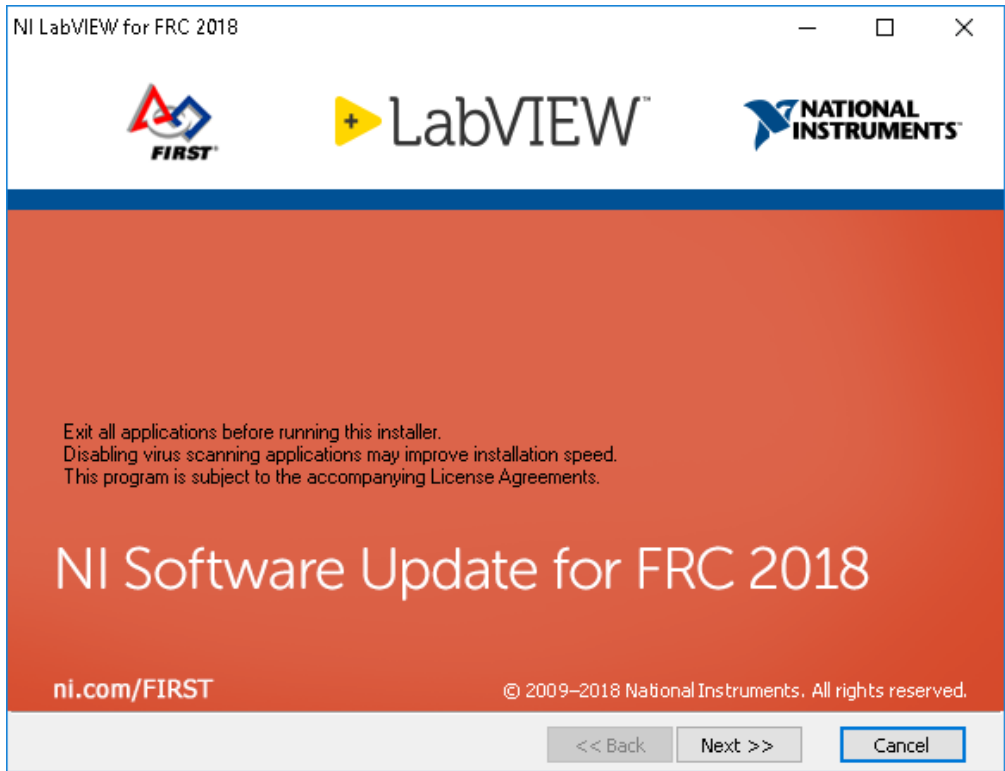 NI LabVIEW for FRC 2018
FIRST
LabVIEW™
NATIONAL
INSTRUMENTS™
Exit all applications before running this installer.
Disabling virus scanning applications may improve installation speed.
This program is subject to the accompanying License Agreements.
NI Software Update for FRC 2018
ni.com/FIRST
© 2009–2018 National Instruments. All rights reserved.
<< Back
Next >>
Cancel